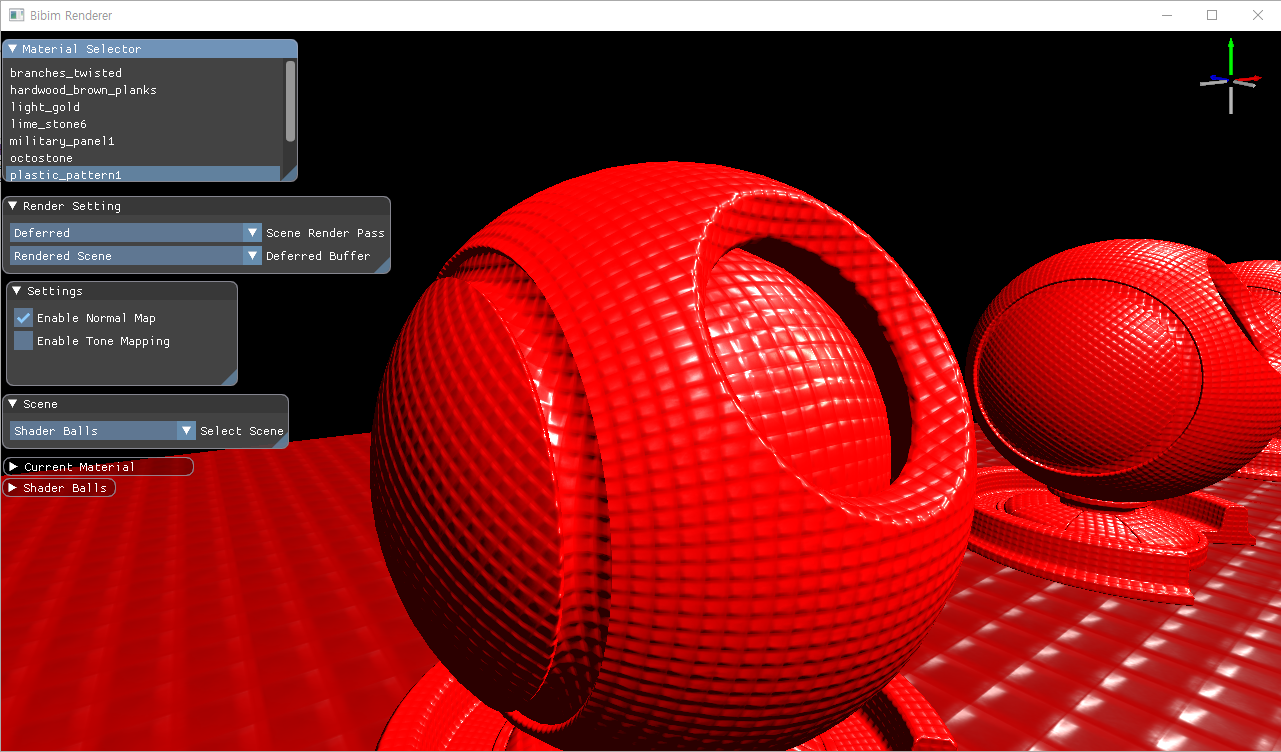 Bibim Renderer
Material Selector
branches_twisted
hardwood_brown_planks
light_gold
lime_stone6
military_panel1
octostone
plastic_pattern1
Render Setting
Deferred Scene Render Pass
Rendered Scene Deferred Buffer
Settings
Enable Normal Map
Enable Tone Mapping
Scene
Shader Balls Select Scene
Current Material
Shader Balls